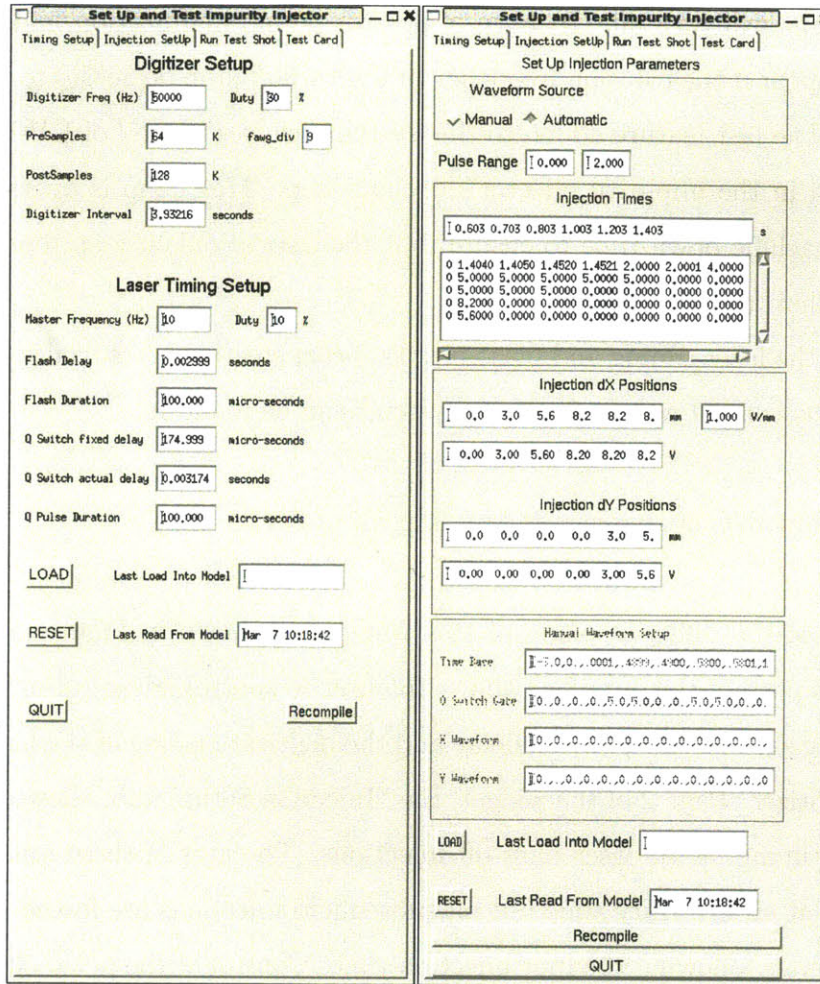 Set Up and Test Impurity Injector
Timing Setup Injection SetUp Run Test Shot Test Card
Digitizer Setup
Digitizer Freq (Hz) 50000 Duty 30 %
PreSamples 64 K fawg_div 9
PostSamples 128 K
Digitizer Interval 3.93216 seconds
Laser Timing Setup
Master Frequency (Hz) 10 Duty 10 %
Flash Delay 0.002999 seconds
Flash Duration 100.000 micro-seconds
Q Switch fixed delay 174.999 micro-seconds
Q Switch actual delay 0.003174 seconds
Q Pulse Duration 100.000 micro-seconds
LOAD Last Load Into Model
RESET Last Read From Model Mar 7 10:18:42
QUIT Recompile
Set Up and Test Impurity Injector
Timing Setup Injection SetUp Run Test Shot Test Card
Set Up Injection Parameters
Waveform Source
Manual Automatic
Pulse Range 0.000 2.000
Injection Times
0.603 0.703 0.803 1.003 1.203 1.403 s
0 1.4040 1.4050 1.4520 1.4521 2.0000 2.0001 4.0000
0 5.0000 5.0000 5.0000 5.0000 0.0000 0.0000 0.0000
0 5.0000 5.0000 0.0000 0.0000 0.0000 0.0000 0.0000
0 8.2000 0.0000 0.0000 0.0000 0.0000 0.0000 0.0000
0 5.6000 0.0000 0.0000 0.0000 0.0000 0.0000 0.0000
Injection dX Positions
0.0 3.0 5.6 8.2 8.2 8. mm 1.000 V/mm
0.00 3.00 5.60 8.20 8.20 8.2 V
Injection dY Positions
0.0 0.0 0.0 0.0 3.0 5. mm
0.00 0.00 0.00 0.00 3.00 5.6 V
Manual Waveform Setup
Time Base -5.0,0.,.0001,.4899,.4900,.5800,.5801,1
Q Switch Gate
X Waveform
Y Waveform
LOAD Last Load Into Model
RESET Last Read From Model Mar 7 10:18:42
Recompile
QUIT